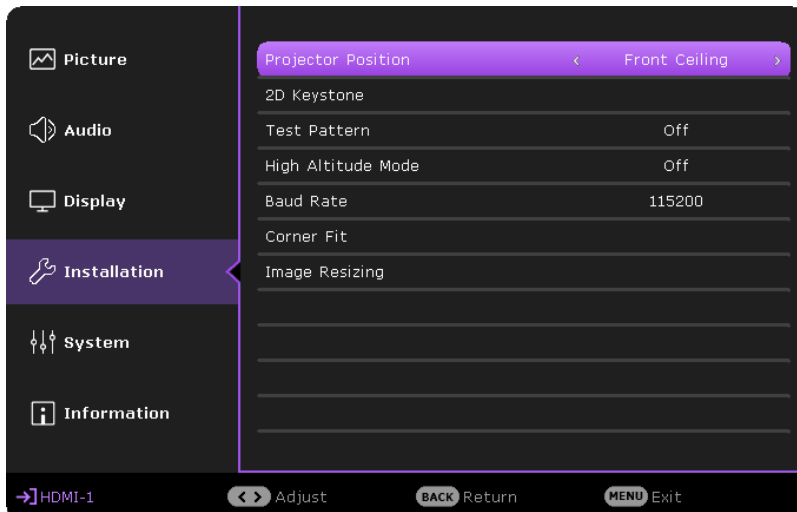 Picture
Audio
Display
Installation
System
Information
Projector Position < Front Ceiling >
2D Keystone
Test Pattern Off
High Altitude Mode Off
Baud Rate 115200
Corner Fit
Image Resizing
HDMI-1 < > Adjust BACK Return MENU Exit